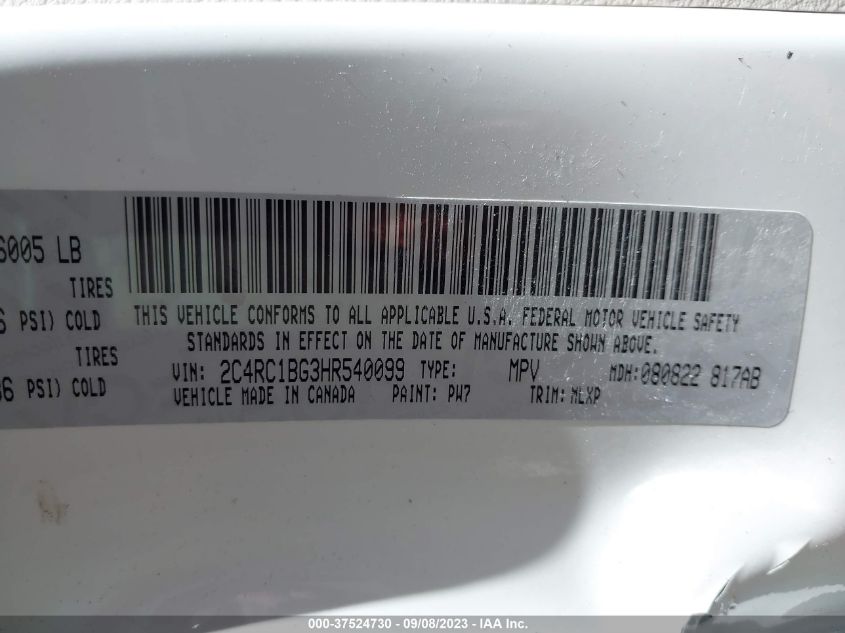 6005 LB
TIRES
PSI) COLD
TIRES
36 PSI) COLD
THIS VEHICLE CONFORMS TO ALL APPLICABLE U.S.A. FEDERAL MOTOR VEHICLE SAFETY
STANDARDS IN EFFECT ON THE DATE OF MANUFACTURE SHOWN ABOVE.
VIN: 2C4RC1BG3HR540099 TYPE: MPV MDH:080822 817AB
VEHICLE MADE IN CANADA PAINT: PW7 TRIM: MLXP
000-37524730 - 09/08/2023 - IAA Inc.